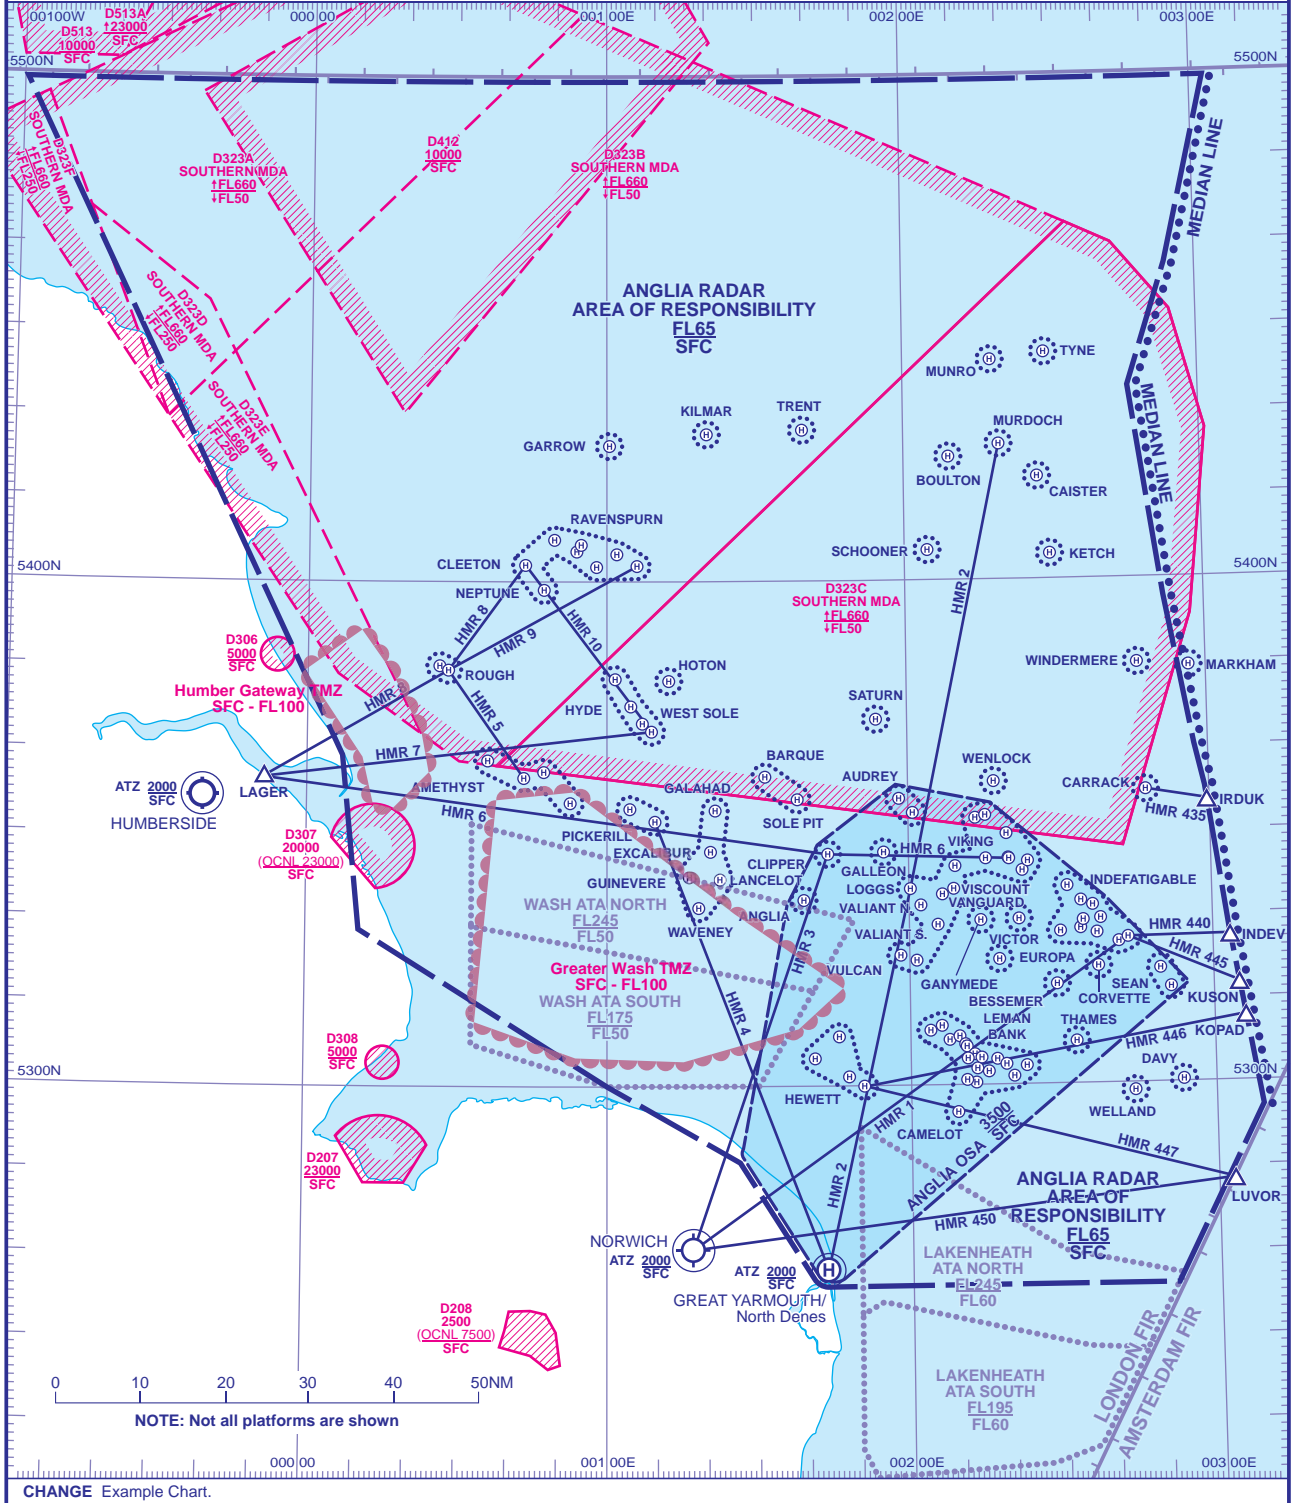 00100W
D513A
↑23000
SFC
D513
10000
SFC
000 00
001 00E
002 00E
003 00E
5500N
5500N
D323F
SOUTHERN MDA
↑FL660
↓FL250
D323A
SOUTHERN MDA
↑FL660
↓FL50
D412
10000
SFC
D323B
SOUTHERN MDA
↑FL660
↓FL50
MEDIAN LINE
D323D
SOUTHERN MDA
↑FL660
↓FL250
ANGLIA RADAR
AREA OF RESPONSIBILITY
FL65
SFC
MUNRO
TYNE
D323E
SOUTHERN MDA
↑FL660
↓FL250
KILMAR
TRENT
GARROW
MURDOCH
MEDIAN LINE
BOULTON
CAISTER
RAVENSPURN
CLEETON
NEPTUNE
SCHOONER
KETCH
5400N
5400N
HMR 8
HMR 9
HMR 10
HMR 2
D323C
SOUTHERN MDA
↑FL660
↓FL50
D306
5000
SFC
ROUGH
HOTON
WINDERMERE
MARKHAM
Humber Gateway TMZ
SFC - FL100
HMR 8
HMR 5
HYDE
WEST SOLE
SATURN
HMR 7
BARQUE
WENLOCK
ATZ 2000
SFC
HUMBERSIDE
LAGER
AMETHYST
GALAHAD
AUDREY
CARRACK
IRDUK
HMR 435
HMR 6
SOLE PIT
D307
20000
(OCNL 23000)
SFC
PICKERILL
EXCALIBUR
CLIPPER
HMR 6
VIKING
GALLEON
GUINEVERE
LANCELOT
LOGGS
VISCOUNT
INDEFATIGABLE
WASH ATA NORTH
FL245
FL50
ANGLIA
VALIANT N.
VANGUARD
WAVENEY
VALIANT S.
VICTOR
HMR 440
INDEV
HMR 3
VULCAN
EUROPA
HMR 445
Greater Wash TMZ
SFC - FL100
WASH ATA SOUTH
FL175
FL50
GANYMEDE
SEAN
CORVETTE
KUSON
BESSEMER
LEMAN
BANK
THAMES
KOPAD
HMR 4
HMR 446
D308
5000
SFC
DAVY
5300N
5300N
HEWETT
WELLAND
HMR 1
CAMELOT
3500
SFC
HMR 447
D207
23000
SFC
HMR 2
ANGLIA OSA
ANGLIA RADAR
AREA OF
RESPONSIBILITY
FL65
SFC
LUVOR
HMR 450
NORWICH
ATZ 2000
SFC
ATZ 2000
SFC
H
GREAT YARMOUTH/
North Denes
LAKENHEATH
ATA NORTH
FL245
FL60
D208
2500
(OCNL 7500)
SFC
LONDON FIR
AMSTERDAM FIR
LAKENHEATH
ATA SOUTH
FL195
FL60
0 10 20 30 40 50NM
NOTE: Not all platforms are shown
000 00
001 00E
002 00E
003 00E
CHANGE Example Chart.